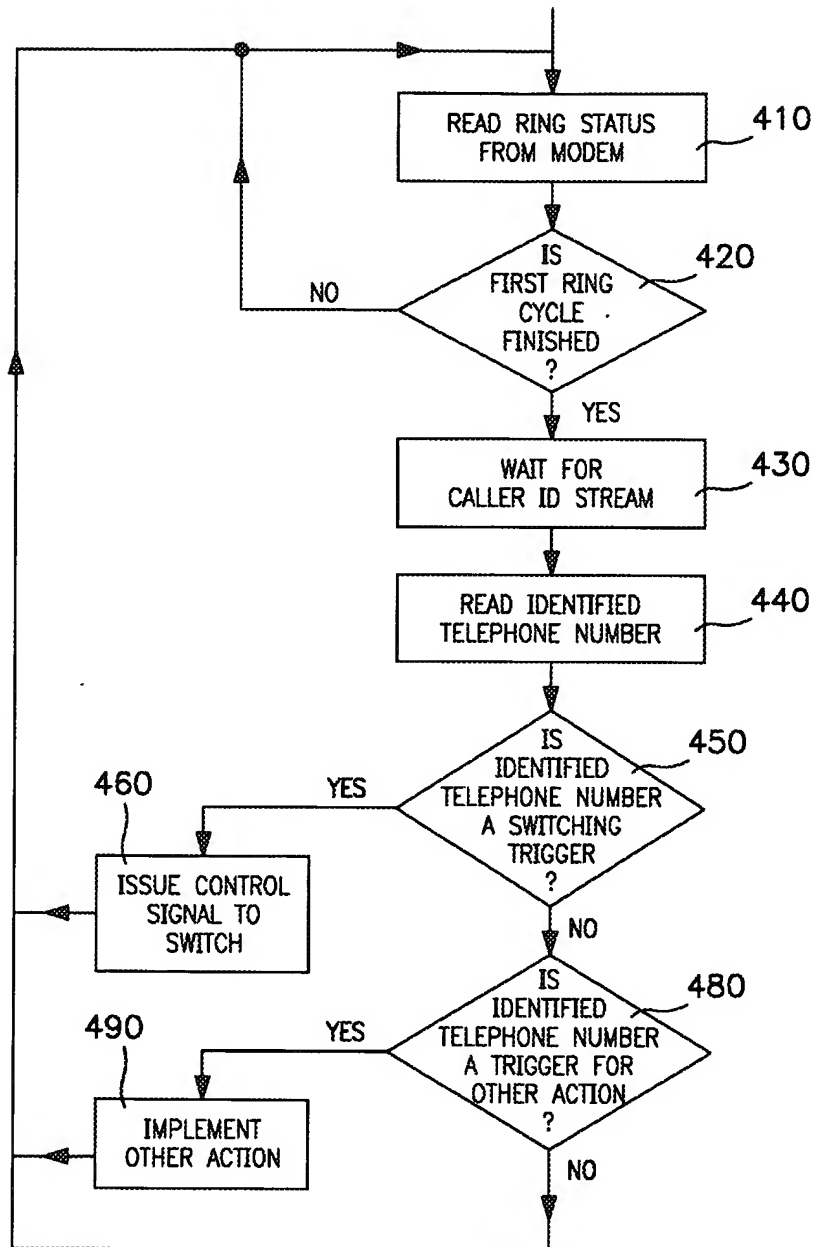 READ RING STATUS
FROM MODEM
410
IS
FIRST RING
CYCLE
FINISHED
?
420
NO
YES
WAIT FOR
CALLER ID STREAM
430
READ IDENTIFIED
TELEPHONE NUMBER
440
IS
IDENTIFIED
TELEPHONE NUMBER
A SWITCHING
TRIGGER
?
450
YES
460
ISSUE CONTROL
SIGNAL TO
SWITCH
NO
IS
IDENTIFIED
TELEPHONE NUMBER
A TRIGGER FOR
OTHER ACTION
?
480
YES
490
IMPLEMENT
OTHER ACTION
NO